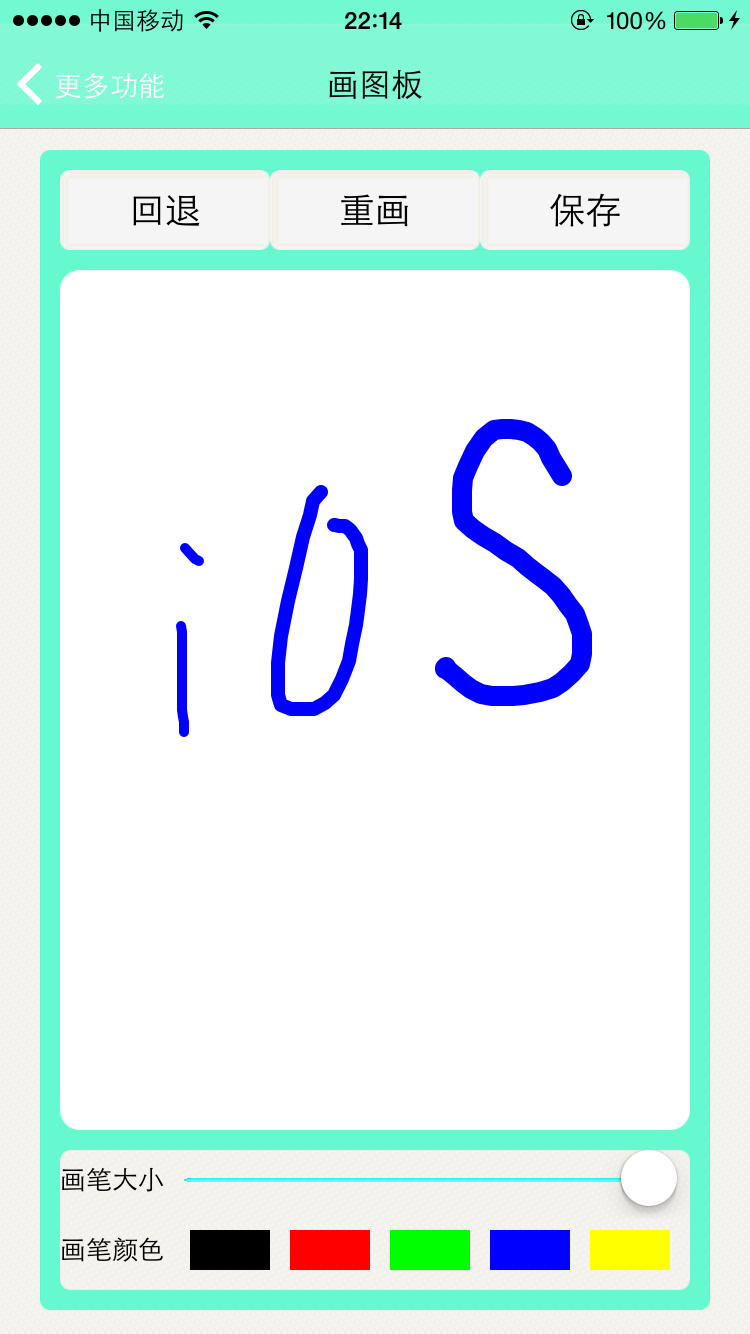 中国移动 22:14 100%
更多功能 画图板
回退 重画 保存
iOS
画笔大小
画笔颜色